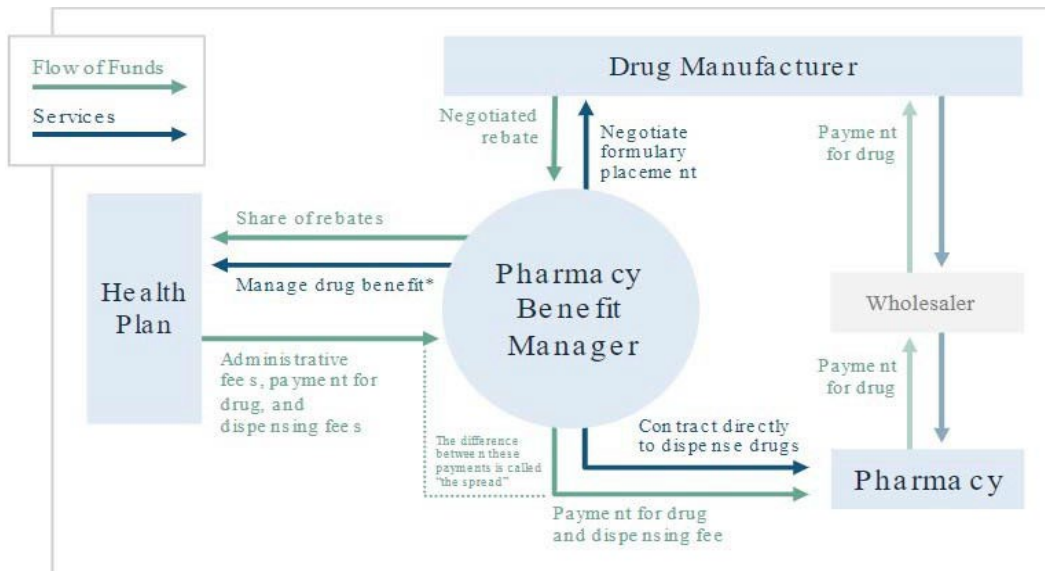 Flow of Funds
Services
Drug Manufacturer
Negotiated
rebate
Negotiate
formulary
placement
Payment
for drug
Share of rebates
Manage drug benefit*
Health
Plan
Pharmacy
Benefit
Manager
Wholesaler
Administrative
fees, payment for
drug, and
dispensing fees
Payment
for drug
The difference
between these
payments is called
"the spread"
Contract directly
to dispense drugs
Pharmacy
Payment for drug
and dispensing fee